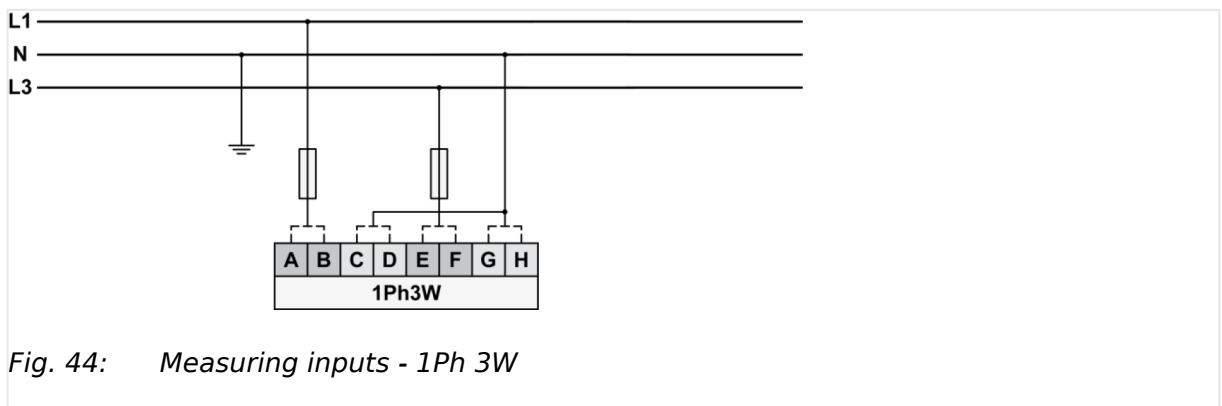 L1
N
L3
A B C D E F G H
1Ph3W
Fig. 44: Measuring inputs - 1Ph 3W